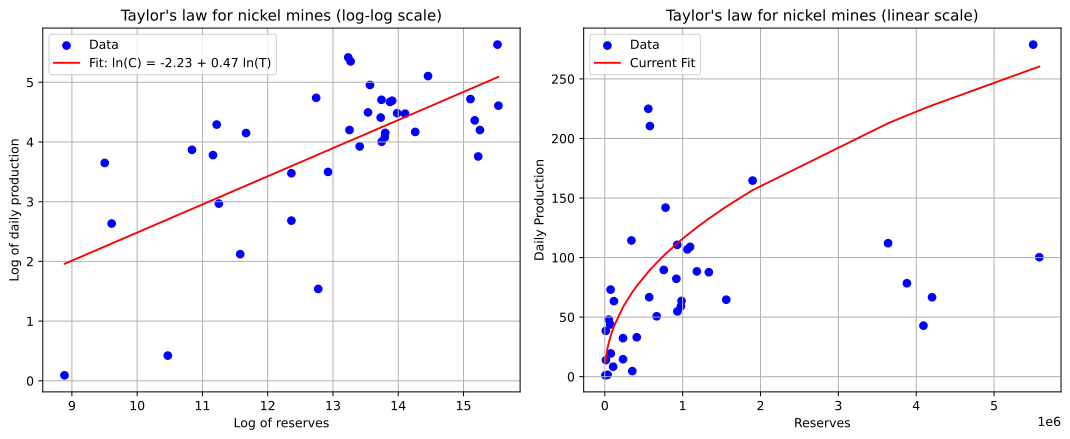 Taylor's law for nickel mines (log-log scale)
Data
Fit: ln(C) = -2.23 + 0.47 ln(T)
Log of daily production
5
4
3
2
1
0
9 10 11 12 13 14 15
Log of reserves
Taylor's law for nickel mines (linear scale)
Data
Current Fit
Daily Production
250
200
150
100
50
0
0 1 2 3 4 5
1e6
Reserves